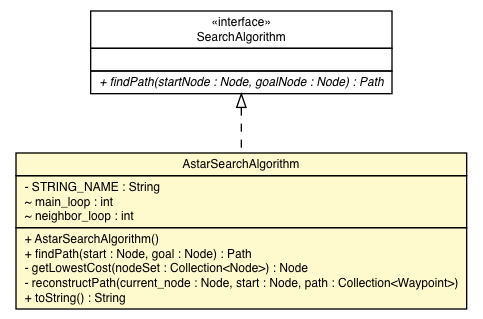 «interface»
SearchAlgorithm
+ findPath(startNode : Node, goalNode : Node) : Path
AstarSearchAlgorithm
- STRING_NAME : String
~ main_loop : int
~ neighbor_loop : int
+ AstarSearchAlgorithm()
+ findPath(start : Node, goal : Node) : Path
- getLowestCost(nodeSet : Collection<Node>) : Node
- reconstructPath(current_node : Node, start : Node, path : Collection<Waypoint>)
+ toString() : String